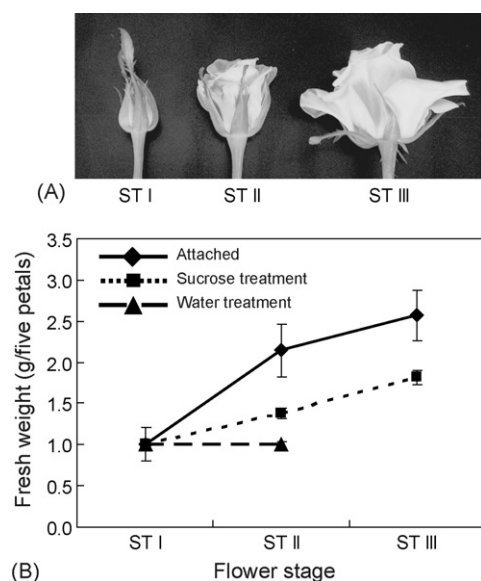 (A)
ST I ST II ST III
3.5
3.0
2.5
2.0
1.5
1.0
0.5
0.0
Fresh weight (g/five petals)
Attached
Sucrose treatment
Water treatment
ST I ST II ST III
(B) Flower stage